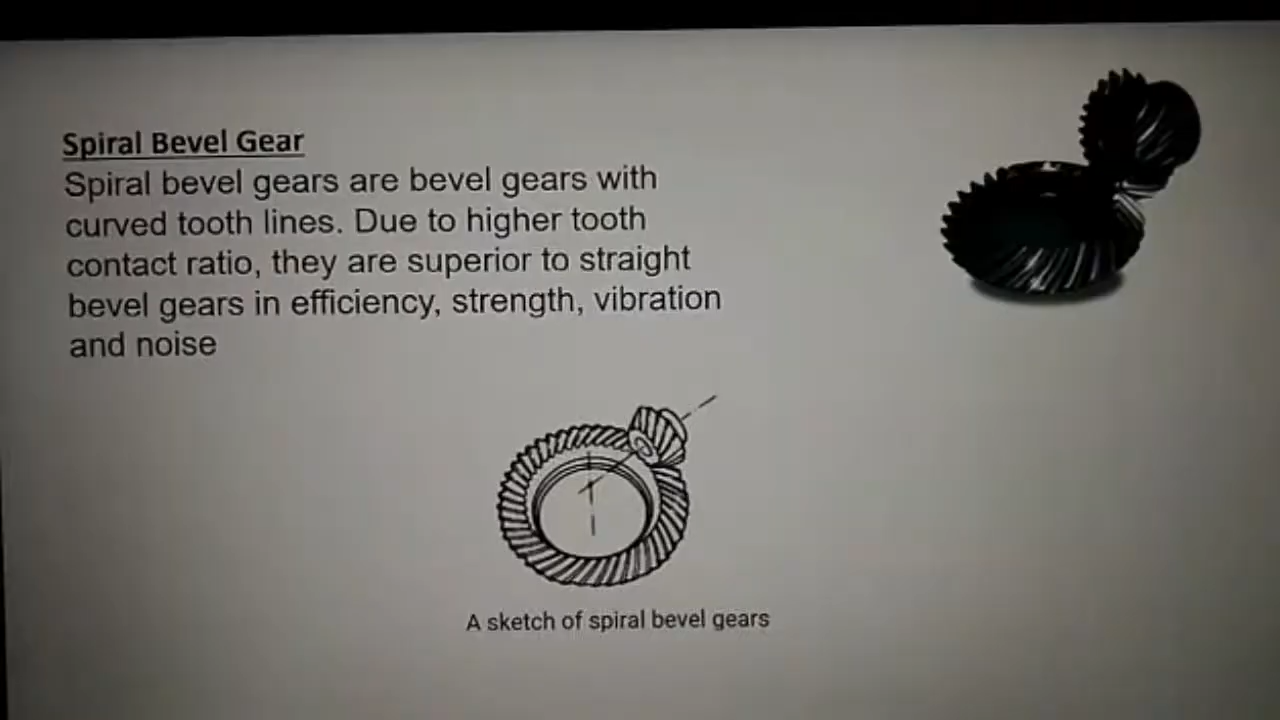 Spiral Bevel Gear
Spiral bevel gears are bevel gears with
curved tooth lines. Due to higher tooth
contact ratio, they are superior to straight
bevel gears in efficiency, strength, vibration
and noise
A sketch of spiral bevel gears